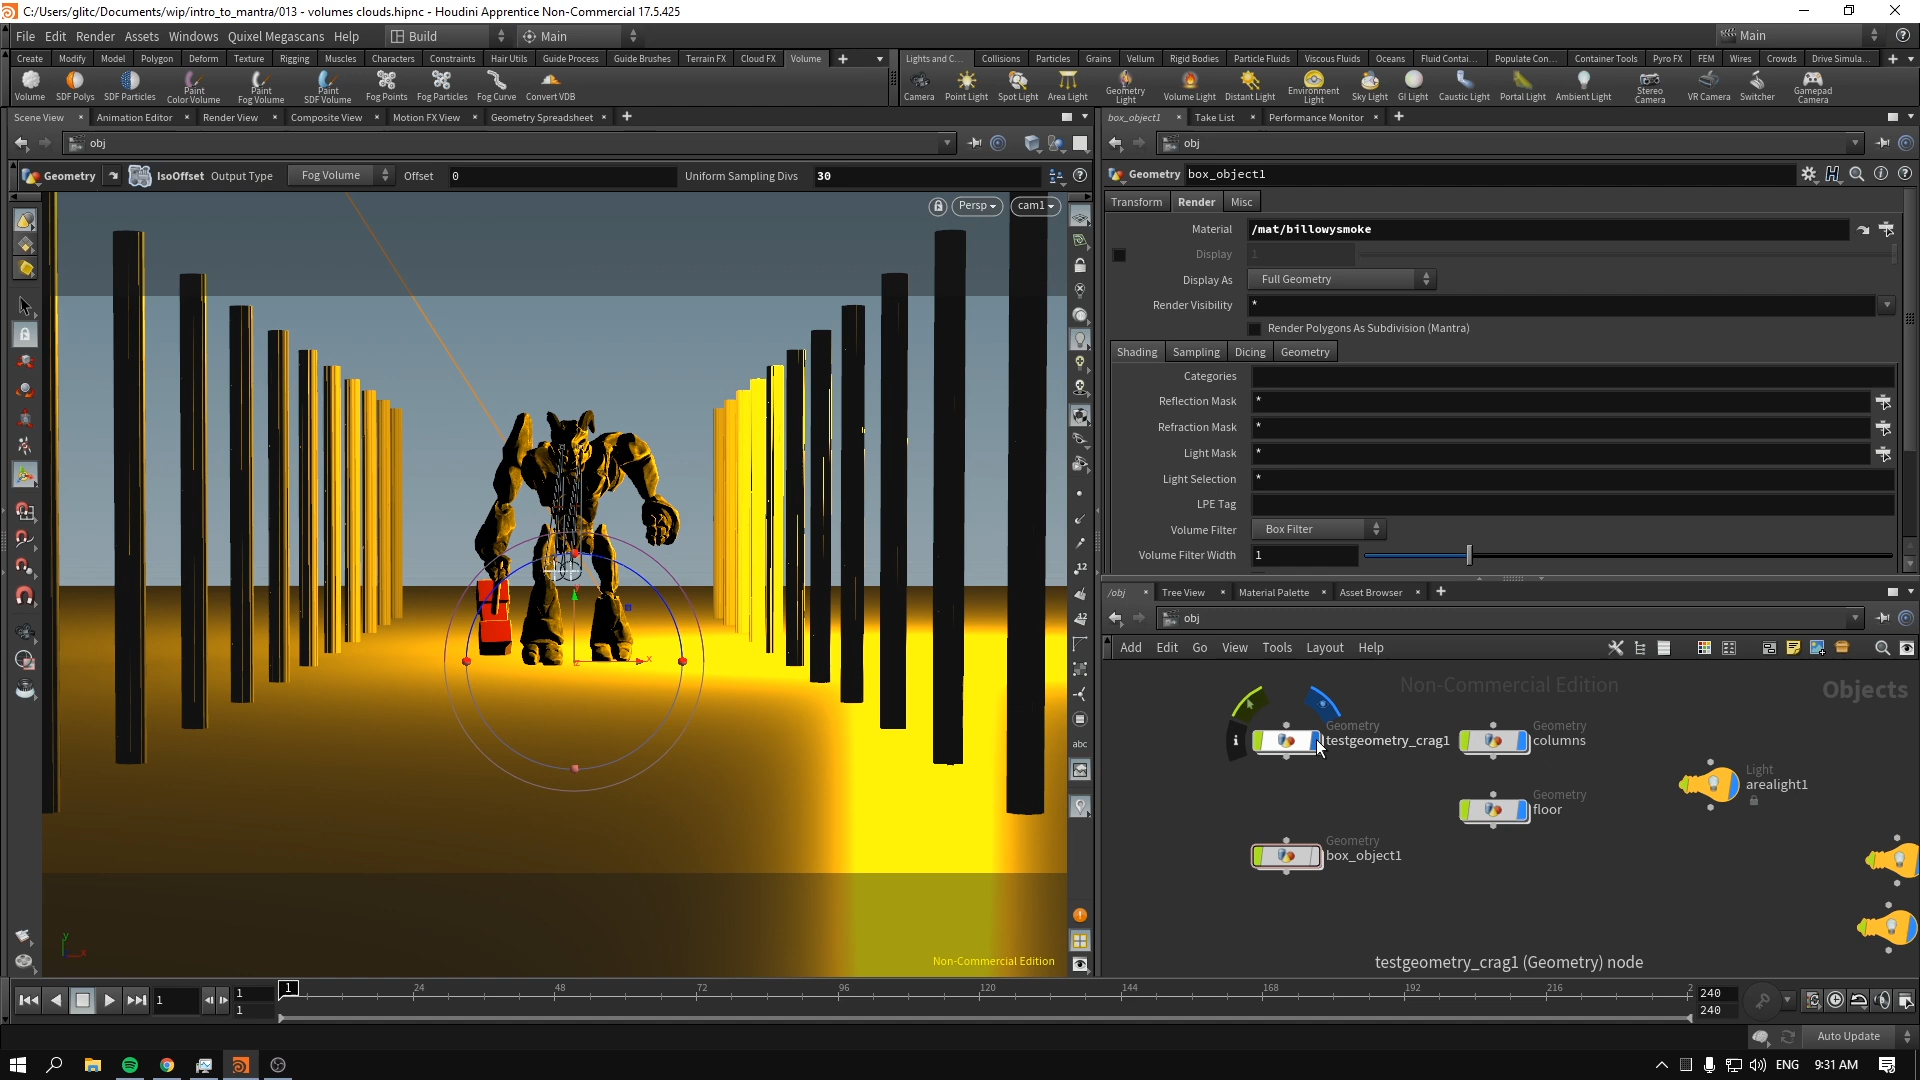 C:/Users/glitc/Documents/wip/intro_to_mantra/013 - volumes clouds.hipnc - Houdini Apprentice Non-Commercial 17.5.425
File Edit Render Assets Windows Quixel Megascans Help Build Main Main
Create Modify Model Polygon Deform Texture Rigging Muscles Characters Constraints Hair Utils Guide Process Guide Brushes Terrain FX Cloud FX Volume
Lights and C... Collisions Particles Grains Vellum Rigid Bodies Particle Fluids Viscous Fluids Oceans Fluid Contai... Populate Con... Container Tools Pyro FX FEM Wires Crowds Drive Simula...
Volume SDF Polys SDF Particles Paint Color Volume Paint Fog Volume Paint SDF Volume Fog Points Fog Particles Fog Curve Convert VDB
Camera Point Light Spot Light Area Light Geometry Light Volume Light Distant Light Environment Light Sky Light GI Light Caustic Light Portal Light Ambient Light Stereo Camera VR Camera Switcher Gamepad Camera
Scene View Animation Editor Render View Composite View Motion FX View Geometry Spreadsheet
box_object1 Take List Performance Monitor
obj
obj
Geometry IsoOffset Output Type Fog Volume Offset 0 Uniform Sampling Divs 30
Geometry box_object1
Persp cam1
Transform Render Misc
Material /mat/billowysmoke
Display 1
Display As Full Geometry
Render Visibility *
Render Polygons As Subdivision (Mantra)
Shading Sampling Dicing Geometry
Categories
Reflection Mask *
Refraction Mask *
Light Mask *
Light Selection *
LPE Tag
Volume Filter Box Filter
Volume Filter Width 1
/obj Tree View Material Palette Asset Browser
obj
Add Edit Go View Tools Layout Help
Non-Commercial Edition
Objects
Geometry
testgeometry_crag1
Geometry
columns
Light
arealight1
Geometry
floor
Geometry
box_object1
testgeometry_crag1 (Geometry) node
12
12
abc
x
y
x
Non-Commercial Edition
1 1 1 1 24 48 72 96 120 144 168 192 216 2 240 240
Auto Update
ENG 9:31 AM